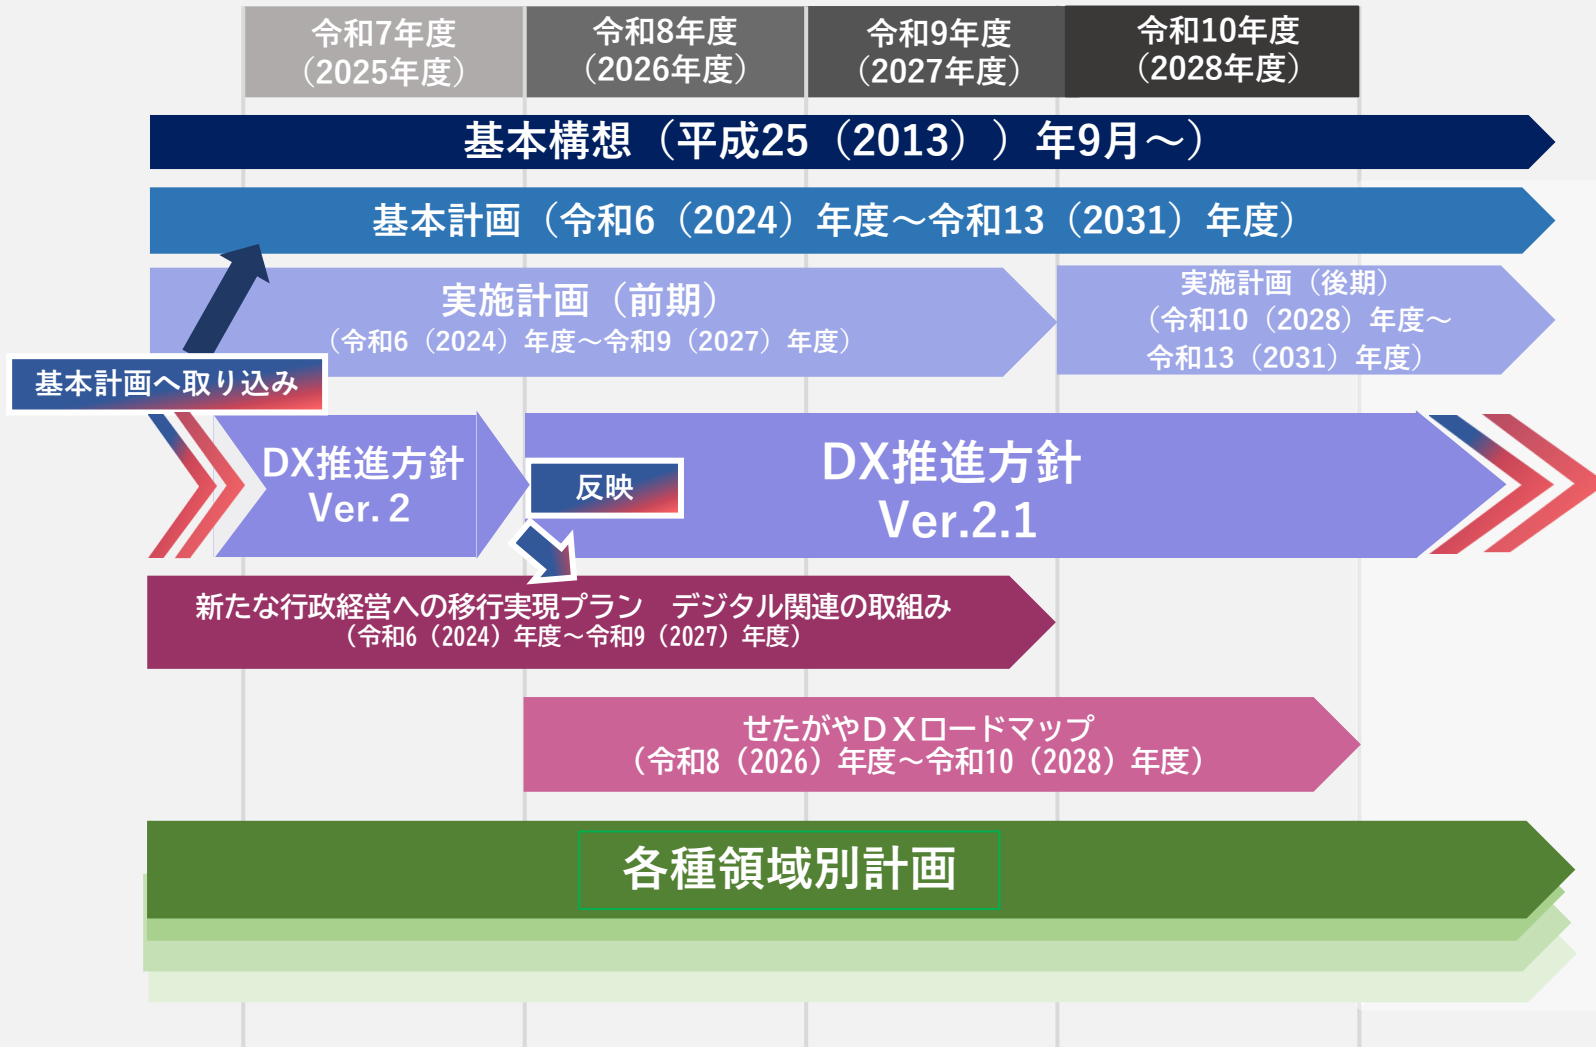 令和7年度
（2025年度）
令和8年度
（2026年度）
令和9年度
（2027年度）
令和10年度
（2028年度）
基本構想（平成25（2013））年9月～）
基本計画（令和6（2024）年度～令和13（2031）年度）
実施計画（前期）
（令和6（2024）年度～令和9（2027）年度）
実施計画（後期）
（令和10（2028）年度～
令和13（2031）年度）
基本計画へ取り込み
DX推進方針
Ver. 2
反映
DX推進方針
Ver.2.1
新たな行政経営への移行実現プラン　デジタル関連の取組み
（令和6（2024）年度～令和9（2027）年度）
せたがやＤＸロードマップ
（令和8（2026）年度～令和10（2028）年度）
各種領域別計画